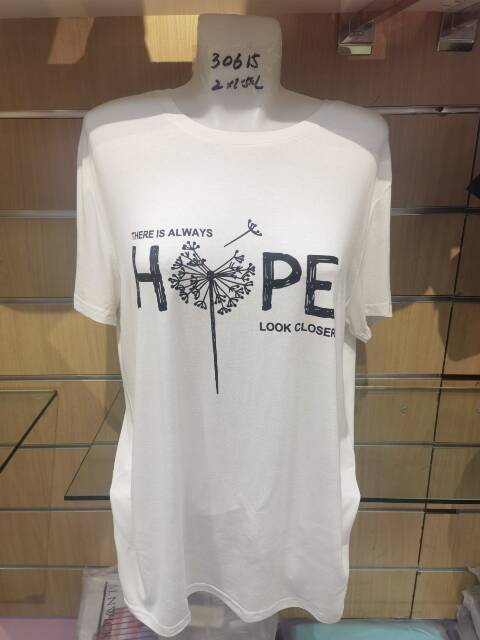 30615
THERE IS ALWAYS
HOPE
LOOK CLOSER